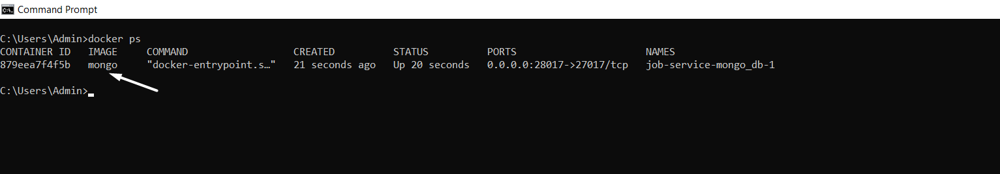 Command Prompt
C:\Users\Admin>docker ps
CONTAINER ID   IMAGE     COMMAND                  CREATED          STATUS          PORTS                      NAMES
879eea7f4f5b   mongo     "docker-entrypoint.s…"   21 seconds ago   Up 20 seconds   0.0.0.0:28017->27017/tcp   job-service-mongo_db-1
C:\Users\Admin>